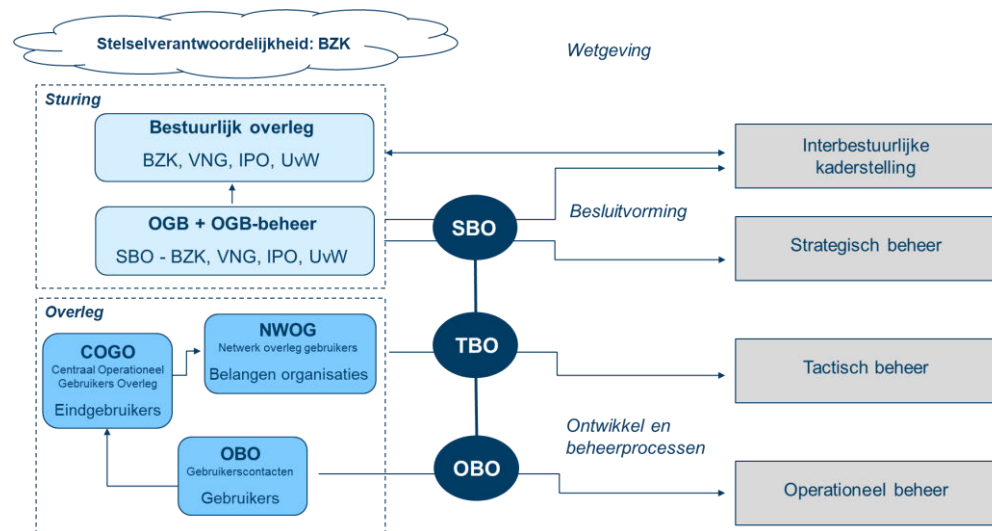 Stelselverantwoordelijkheid: BZK
Wetgeving
Sturing
Bestuurlijk overleg
BZK, VNG, IPO, UvW
Interbestuurlijke
kaderstelling
OGB + OGB-beheer
SBO - BZK, VNG, IPO, UvW
SBO
Besluitvorming
Strategisch beheer
Overleg
NWOG
Netwerk overleg gebruikers
Belangen organisaties
COGO
Centraal Operationeel
Gebruikers Overleg
Eindgebruikers
TBO
Tactisch beheer
OBO
Gebruikerscontacten
Gebruikers
OBO
Ontwikkel en
beheerprocessen
Operationeel beheer